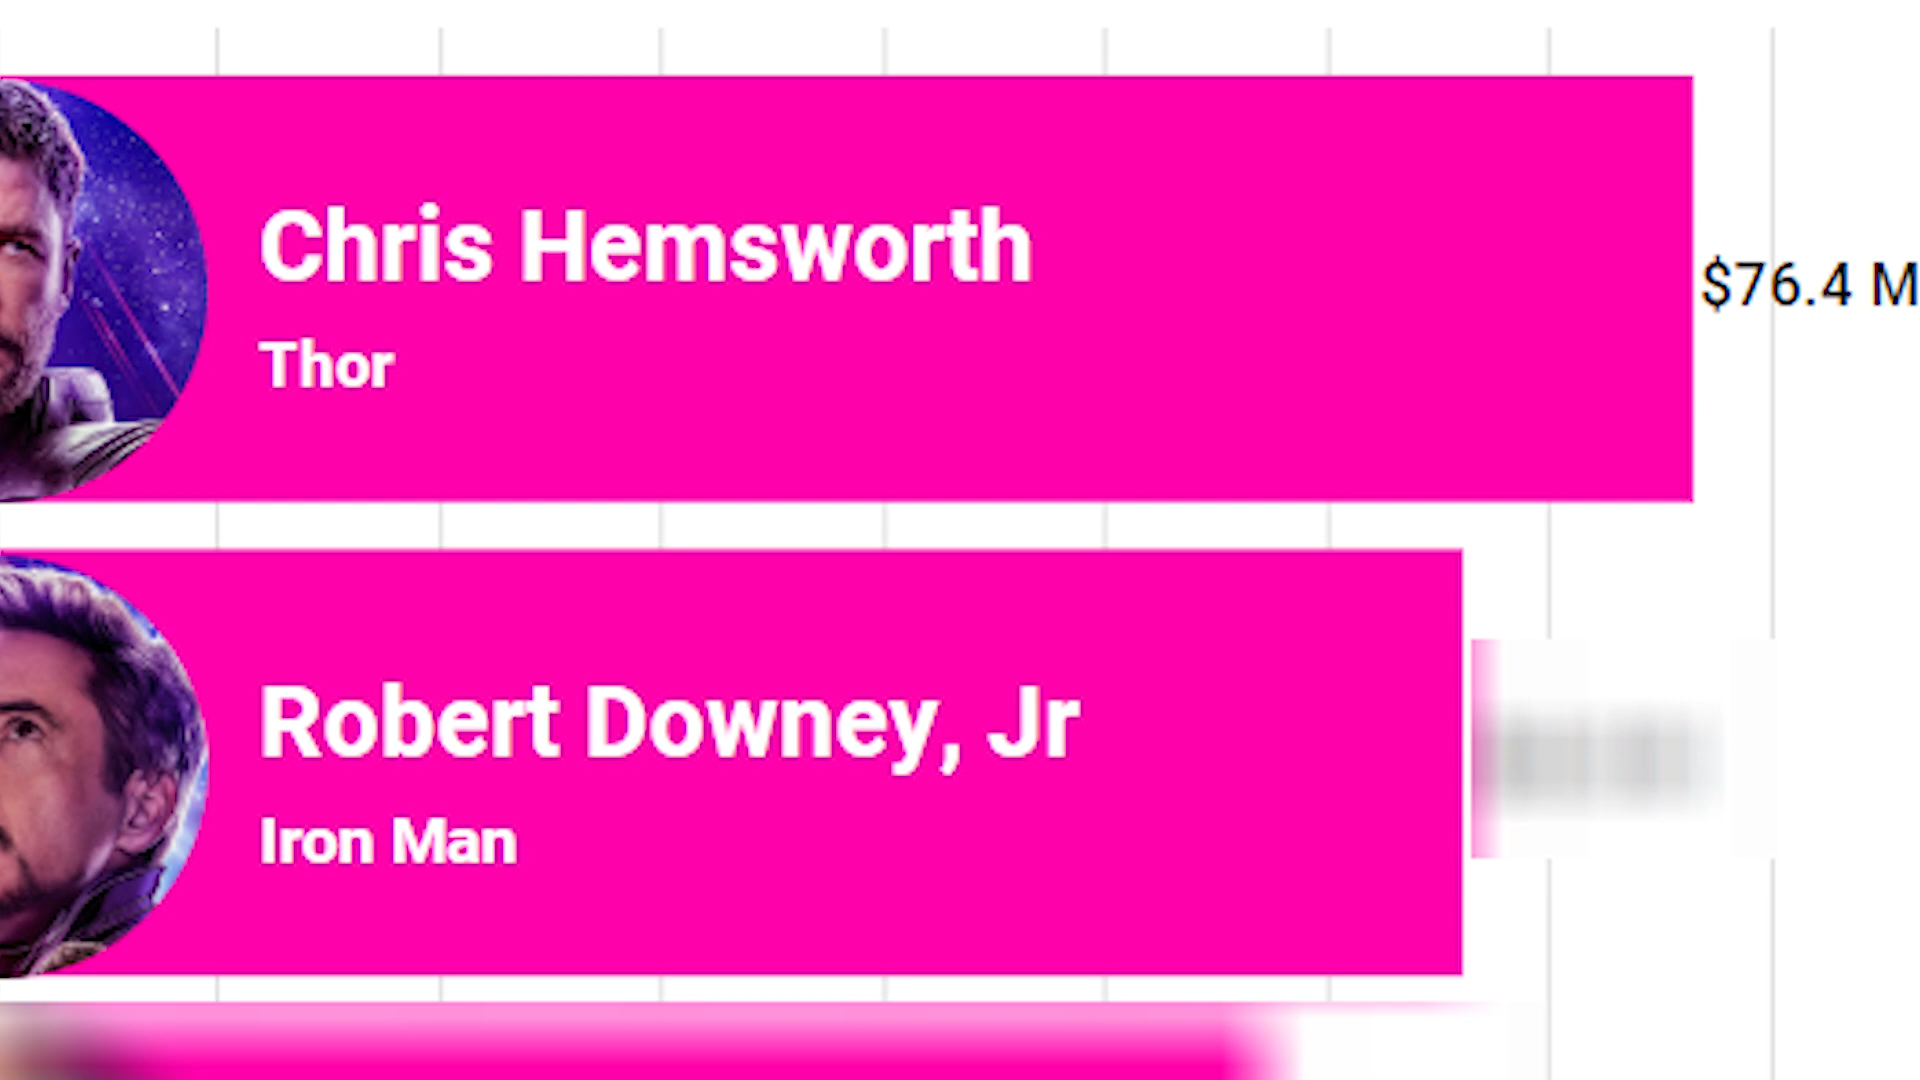 Chris Hemsworth
Thor
$76.4 M
Robert Downey, Jr
Iron Man